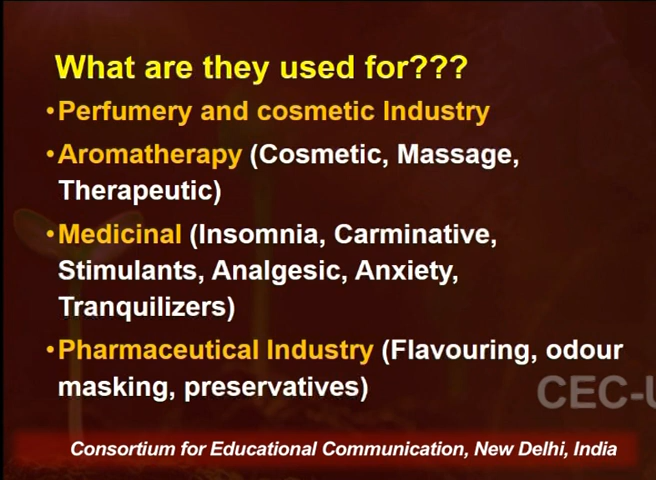 What are they used for???
•Perfumery and cosmetic Industry
•Aromatherapy (Cosmetic, Massage,
Therapeutic)
•Medicinal (Insomnia, Carminative,
Stimulants, Analgesic, Anxiety,
Tranquilizers)
•Pharmaceutical Industry (Flavouring, odour
masking, preservatives)
CEC-U
Consortium for Educational Communication, New Delhi, India